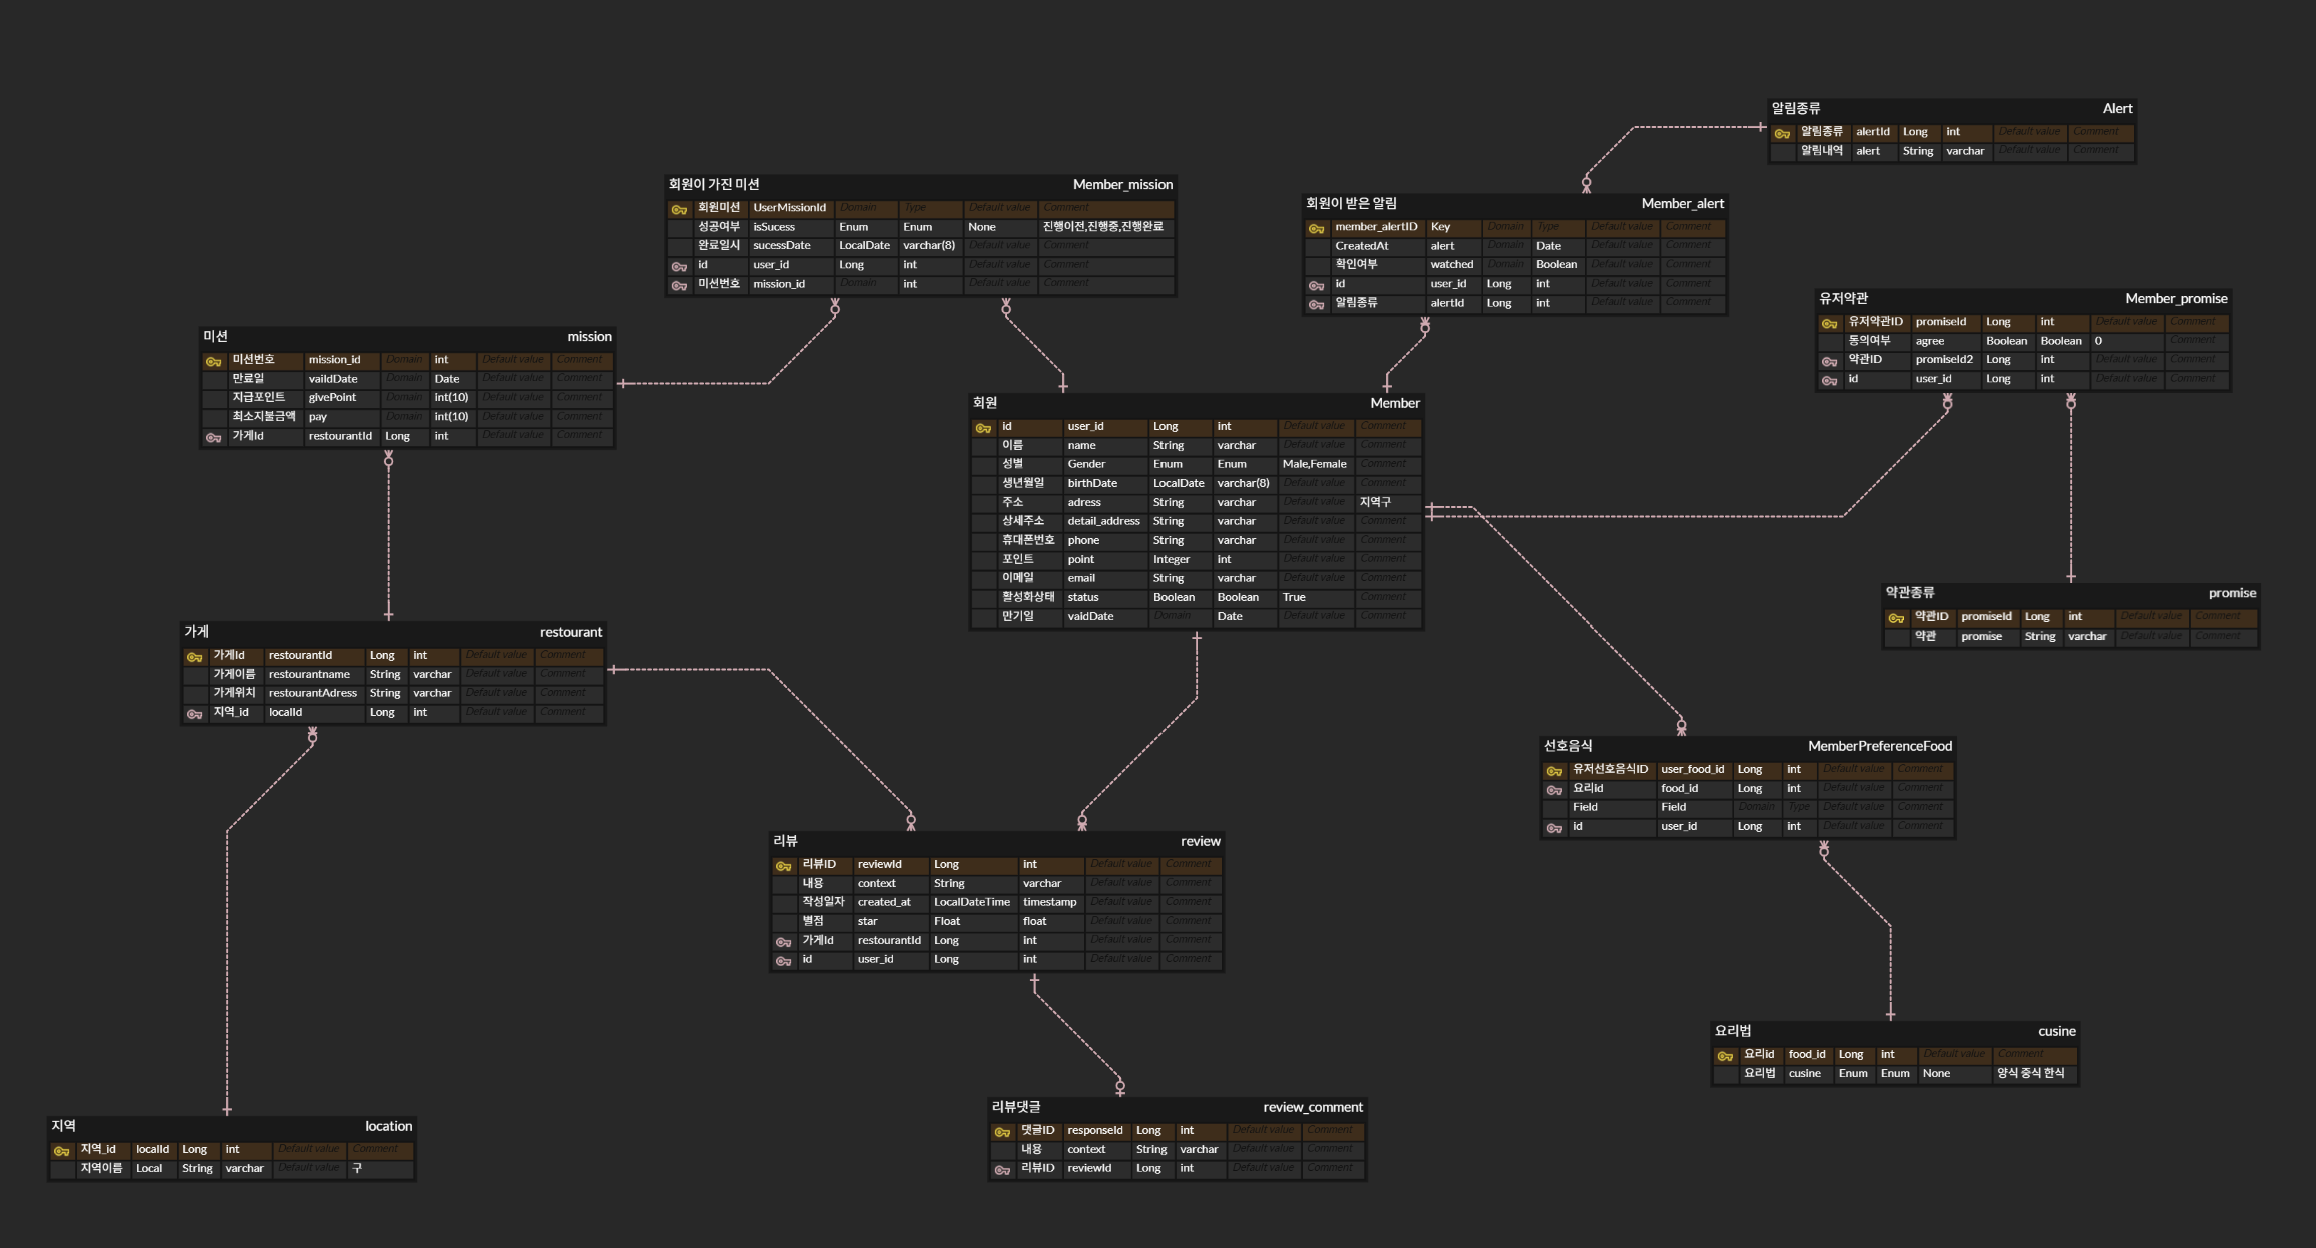 알림종류 Alert
알림종류 alertId Long int Default value Comment
알림내역 alert String varchar Default value Comment
회원이 가진 미션 Member_mission
회원미션 UserMissionId Domain Type Default value Comment
성공여부 isSucess Enum Enum None 진행이전,진행중,진행완료
완료일시 sucessDate LocalDate varchar(8) Default value Comment
id user_id Long int Default value Comment
미션번호 mission_id Domain int Default value Comment
회원이 받은 알림 Member_alert
member_alertID Key Domain Type Default value Comment
CreatedAt alert Domain Date Default value Comment
확인여부 watched Domain Boolean Default value Comment
id user_id Long int Default value Comment
알림종류 alertId Long int Default value Comment
유저약관 Member_promise
유저약관ID promiseId Long int Default value Comment
동의여부 agree Boolean Boolean 0 Comment
약관ID promiseId2 Long int Default value Comment
id user_id Long int Default value Comment
미션 mission
미션번호 mission_id Domain int Default value Comment
만료일 vaildDate Domain Date Default value Comment
지급포인트 givePoint Domain int(10) Default value Comment
최소지불금액 pay Domain int(10) Default value Comment
가게Id restourantId Long int Default value Comment
회원 Member
id user_id Long int Default value Comment
이름 name String varchar Default value Comment
성별 Gender Enum Enum Male,Female Comment
생년월일 birthDate LocalDate varchar(8) Default value Comment
주소 adress String varchar Default value 지역구
상세주소 detail_address String varchar Default value Comment
휴대폰번호 phone String varchar Default value Comment
포인트 point Integer int Default value Comment
이메일 email String varchar Default value Comment
활성화상태 status Boolean Boolean True Comment
만기일 vaidDate Domain Date Default value Comment
약관종류 promise
약관ID promiseId Long int Default value Comment
약관 promise String varchar Default value Comment
가게 restourant
가게Id restourantId Long int Default value Comment
가게이름 restourantname String varchar Default value Comment
가게위치 restourantAdress String varchar Default value Comment
지역_id localId Long int Default value Comment
선호음식 MemberPreferenceFood
유저선호음식ID user_food_id Long int Default value Comment
요리id food_id Long int Default value Comment
Field Field Domain Type Default value Comment
id user_id Long int Default value Comment
리뷰 review
리뷰ID reviewId Long int Default value Comment
내용 context String varchar Default value Comment
작성일자 created_at LocalDateTime timestamp Default value Comment
별점 star Float float Default value Comment
가게Id restourantId Long int Default value Comment
id user_id Long int Default value Comment
요리법 cusine
요리id food_id Long int Default value Comment
요리법 cusine Enum Enum None 양식 중식 한식
리뷰댓글 review_comment
댓글ID responseId Long int Default value Comment
내용 context String varchar Default value Comment
리뷰ID reviewId Long int Default value Comment
지역 location
지역_id localId Long int Default value Comment
지역이름 Local String varchar Default value 구